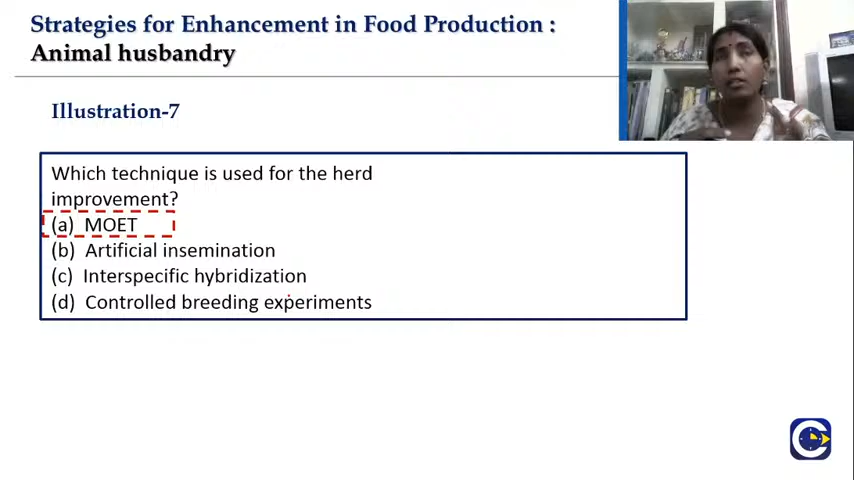 Strategies for Enhancement in Food Production :
Animal husbandry
Illustration-7
Which technique is used for the herd
improvement?
(a) MOET
(b) Artificial insemination
(c) Interspecific hybridization
(d) Controlled breeding experiments